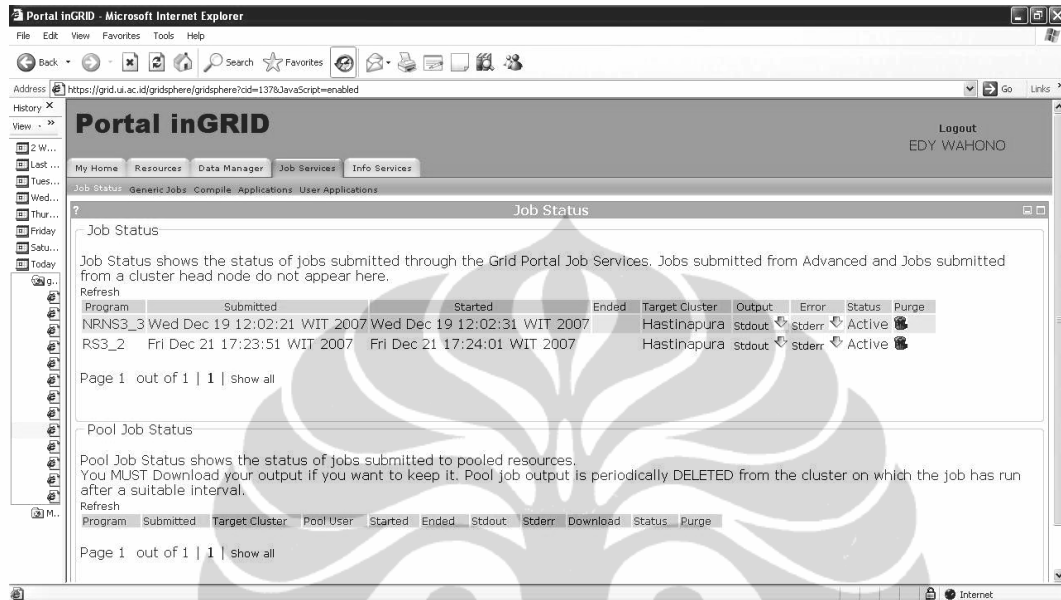 Portal inGRID - Microsoft Internet Explorer
File Edit View Favorites Tools Help
Back Search Favorites
Address https://grid.ui.ac.id/gridsphere/gridsphere?cid=137&JavaScript=enabled Go Links
History
View
2 W...
Last ...
Tues...
Wed...
Thur...
Friday
Satu...
Today
g..
M..
Portal inGRID
Logout
EDY WAHONO
My Home Resources Data Manager Job Services Info Services
Job Status Generic Jobs Compile Applications User Applications
? Job Status
Job Status
Job Status shows the status of jobs submitted through the Grid Portal Job Services. Jobs submitted from Advanced and Jobs submitted
from a cluster head node do not appear here.
Refresh
Program Submitted Started Ended Target Cluster Output Error Status Purge
NRNS3_3 Wed Dec 19 12:02:21 WIT 2007 Wed Dec 19 12:02:31 WIT 2007 Hastinapura Stdout Stderr Active
RS3_2 Fri Dec 21 17:23:51 WIT 2007 Fri Dec 21 17:24:01 WIT 2007 Hastinapura Stdout Stderr Active
Page 1 out of 1 | 1 | Show all
Pool Job Status
Pool Job Status shows the status of jobs submitted to pooled resources.
You MUST Download your output if you want to keep it. Pool job output is periodically DELETED from the cluster on which the job has run
after a suitable interval.
Refresh
Program Submitted Target Cluster Pool User Started Ended Stdout Stderr Download Status Purge
Page 1 out of 1 | 1 | Show all
Internet